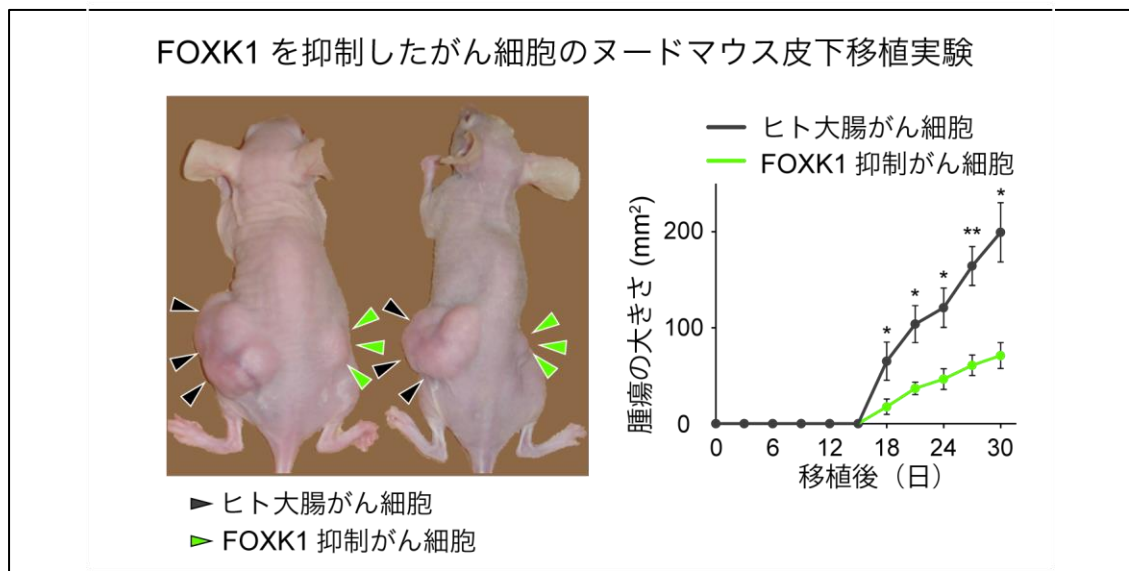 FOXK1 を抑制したがん細胞のヌードマウス皮下移植実験
ヒト大腸がん細胞
FOXK1 抑制がん細胞
ヒト大腸がん細胞
FOXK1 抑制がん細胞
腫瘍の大きさ (mm²)
200
100
0
* * * ** *
0 6 12 18 24 30
移植後（日）